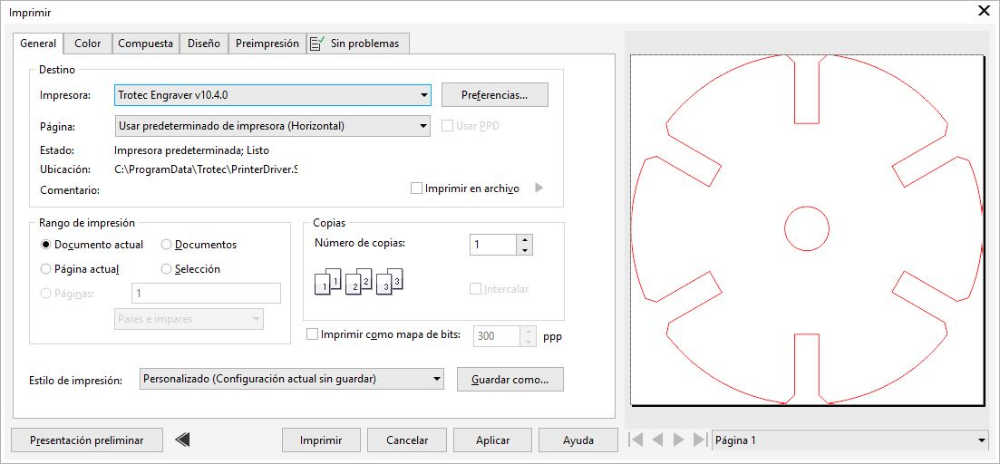 Imprimir
General Color Compuesta Diseño Preimpresión Sin problemas
Destino
Impresora: Trotec Engraver v10.4.0 Preferencias...
Página: Usar predeterminado de impresora (Horizontal) Usar PPD
Estado: Impresora predeterminada; Listo
Ubicación: C:\ProgramData\Trotec\PrinterDriver.S
Comentario: Imprimir en archivo
Rango de impresión
Documento actual Documentos
Página actual Selección
Páginas: 1
Pares e impares
Copias
Número de copias: 1
1 1 2 2 3 3
Intercalar
Imprimir como mapa de bits: 300 ppp
Estilo de impresión: Personalizado (Configuración actual sin guardar) Guardar como...
Presentación preliminar Imprimir Cancelar Aplicar Ayuda Página 1